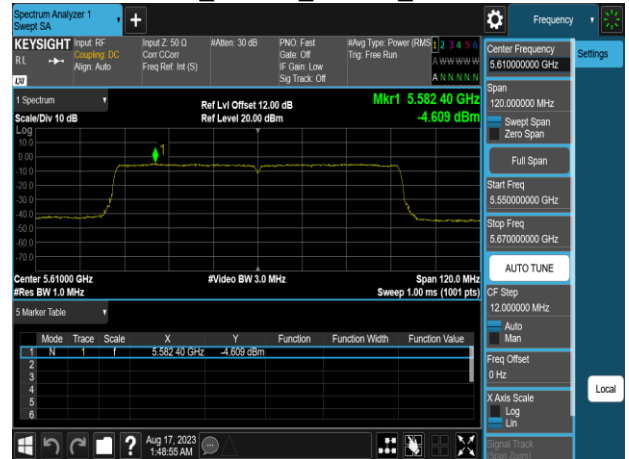 Spectrum Analyzer 1
Swept SA
+
Frequency
KEYSIGHT Input: RF Input Z: 50 Ω #Atten: 30 dB PNO: Fast #Avg Type: Power (RMS 1 2 3 4 5 6
RL Coupling: DC Corr CCorr Gate: Off Trig: Free Run A WW WW W
Align: Auto Freq Ref: Int (S) IF Gain: Low
Sig Track: Off A N N N N N
LXI
Center Frequency
5.610000000 GHz
Settings
Span
120.000000 MHz
Swept Span
Zero Span
Full Span
Start Freq
5.550000000 GHz
Stop Freq
5.670000000 GHz
AUTO TUNE
CF Step
12.000000 MHz
Auto
Man
Freq Offset
0 Hz
X Axis Scale
Log
Lin
Local
Signal Track
(Span Zoom)
1 Spectrum
Scale/Div 10 dB
Ref Lvl Offset 12.00 dB
Ref Level 20.00 dBm
Mkr1 5.582 40 GHz
-4.609 dBm
Log
10.0
0.00
-10.0
-20.0
-30.0
-40.0
-50.0
-60.0
-70.0
1
Center 5.61000 GHz #Video BW 3.0 MHz Span 120.0 MHz
#Res BW 1.0 MHz Sweep 1.00 ms (1001 pts)
5 Marker Table
Mode Trace Scale X Y Function Function Width Function Value
1 N 1 f 5.582 40 GHz -4.609 dBm
2
3
4
5
6
? Aug 17, 2023
1:48:55 AM